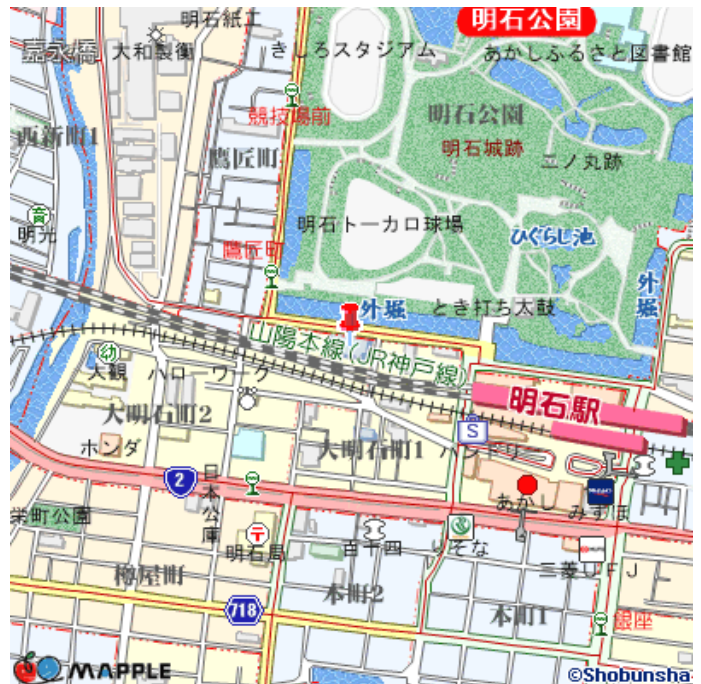 明石公園
明石紙工
嘉永橋
大和製衡
きしろスタジアム
あかしふるさと図書館
競技場前
明石公園
西新町1
鷹匠町
明石城跡
二ノ丸跡
明石トーカロ球場
ひぐらし池
育
明光
鷹匠町
外堀
外堀
とき打ち太鼓
山陽本線(JR神戸線)
幼
大観
ハローワーク
明石駅
大明石町2
S
ホンダ
大明石町1
パントリー
2
日本公庫
あかし
みずほ
栄町公園
〒
明石局
百十四
りそな
三菱UFJ
樽屋町
本町2
718
本町1
銀座
MAPPLE
©Shobunsha